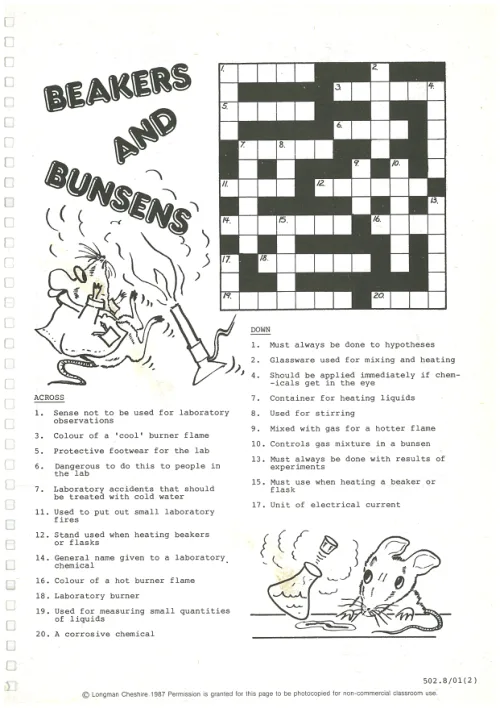 BEAKERS
AND
BUNSENS
1. 2.
3. 4.
5.
6.
7. 8.
9. 10.
11. 12.
13.
14. 15. 16.
17. 18.
19. 20.
ACROSS
1. Sense not to be used for laboratory
observations
3. Colour of a 'cool' burner flame
5. Protective footwear for the lab
6. Dangerous to do this to people in
the lab
7. Laboratory accidents that should
be treated with cold water
11. Used to put out small laboratory
fires
12. Stand used when heating beakers
or flasks
14. General name given to a laboratory
chemical
16. Colour of a hot burner flame
18. Laboratory burner
19. Used for measuring small quantities
of liquids
20. A corrosive chemical
DOWN
1. Must always be done to hypotheses
2. Glassware used for mixing and heating
4. Should be applied immediately if chem-
-icals get in the eye
7. Container for heating liquids
8. Used for stirring
9. Mixed with gas for a hotter flame
10. Controls gas mixture in a bunsen
13. Must always be done with results of
experiments
15. Must use when heating a beaker or
flask
17. Unit of electrical current
502.8/01(2)
© Longman Cheshire 1987 Permission is granted for this page to be photocopied for non-commercial classroom use.